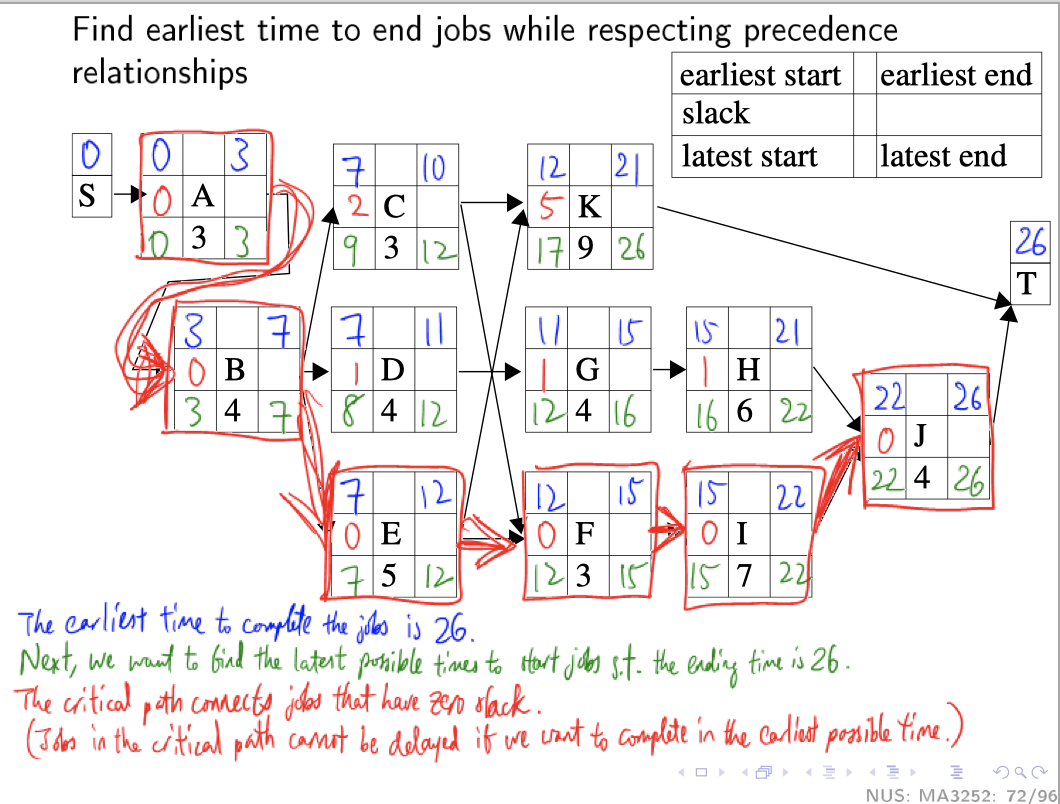 Find earliest time to end jobs while respecting precedence
relationships
earliest start earliest end
slack
latest start latest end
0
S
0 3
0 A
0 3 3
7 10
2 C
9 3 12
12 21
5 K
17 9 26
26
T
3 7
0 B
3 4 7
7 11
1 D
8 4 12
11 15
1 G
12 4 16
15 21
1 H
16 6 22
22 26
0 J
22 4 26
7 12
0 E
7 5 12
12 15
0 F
12 3 15
15 22
0 I
15 7 22
The earliest time to complete the jobs is 26.
Next, we want to find the latest possible times to start jobs s.t. the ending time is 26.
The critical path connects jobs that have zero slack.
(Jobs in the critical path cannot be delayed if we want to complete in the earliest possible time.)
NUS: MA3252: 72/96